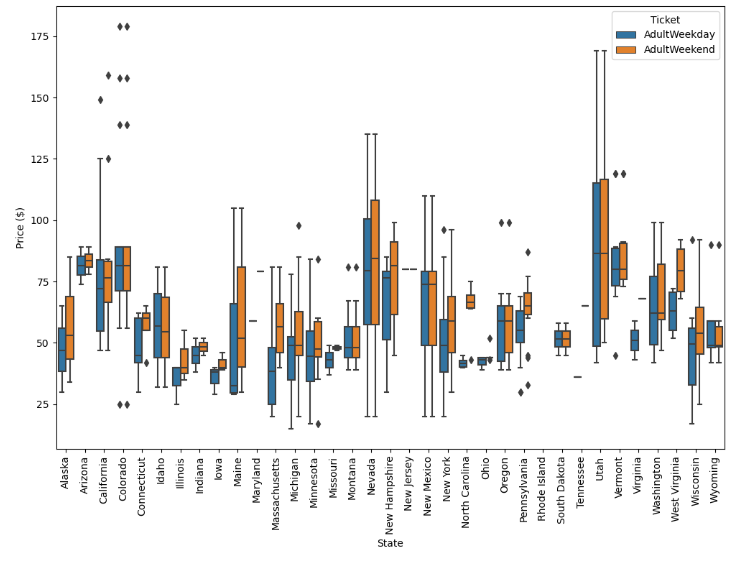 Ticket
AdultWeekday
AdultWeekend
Price ($)
175
150
125
100
75
50
25
Alaska
Arizona
California
Colorado
Connecticut
Idaho
Illinois
Indiana
Iowa
Maine
Maryland
Massachusetts
Michigan
Minnesota
Missouri
Montana
Nevada
New Hampshire
New Jersey
New Mexico
New York
North Carolina
Ohio
Oregon
Pennsylvania
Rhode Island
South Dakota
Tennessee
Utah
Vermont
Virginia
Washington
West Virginia
Wisconsin
Wyoming
State